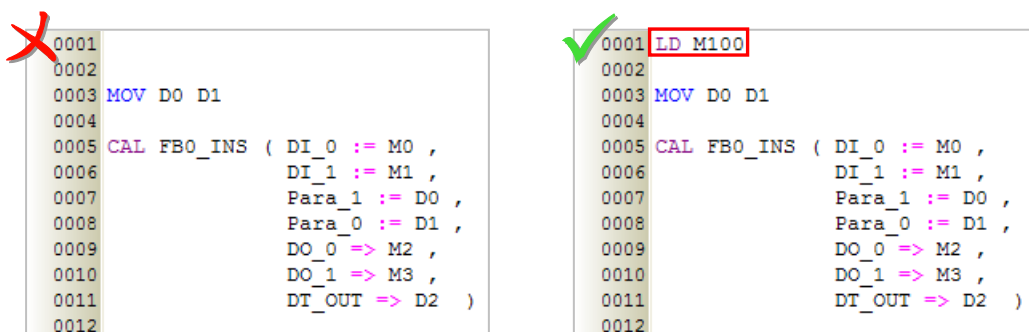 0001
0002
0003 MOV D0 D1
0004
0005 CAL FB0_INS ( DI_0 := M0 ,
0006 DI_1 := M1 ,
0007 Para_1 := D0 ,
0008 Para_0 := D1 ,
0009 DO_0 => M2 ,
0010 DO_1 => M3 ,
0011 DT_OUT => D2 )
0012
0001 LD M100
0002
0003 MOV D0 D1
0004
0005 CAL FB0_INS ( DI_0 := M0 ,
0006 DI_1 := M1 ,
0007 Para_1 := D0 ,
0008 Para_0 := D1 ,
0009 DO_0 => M2 ,
0010 DO_1 => M3 ,
0011 DT_OUT => D2 )
0012